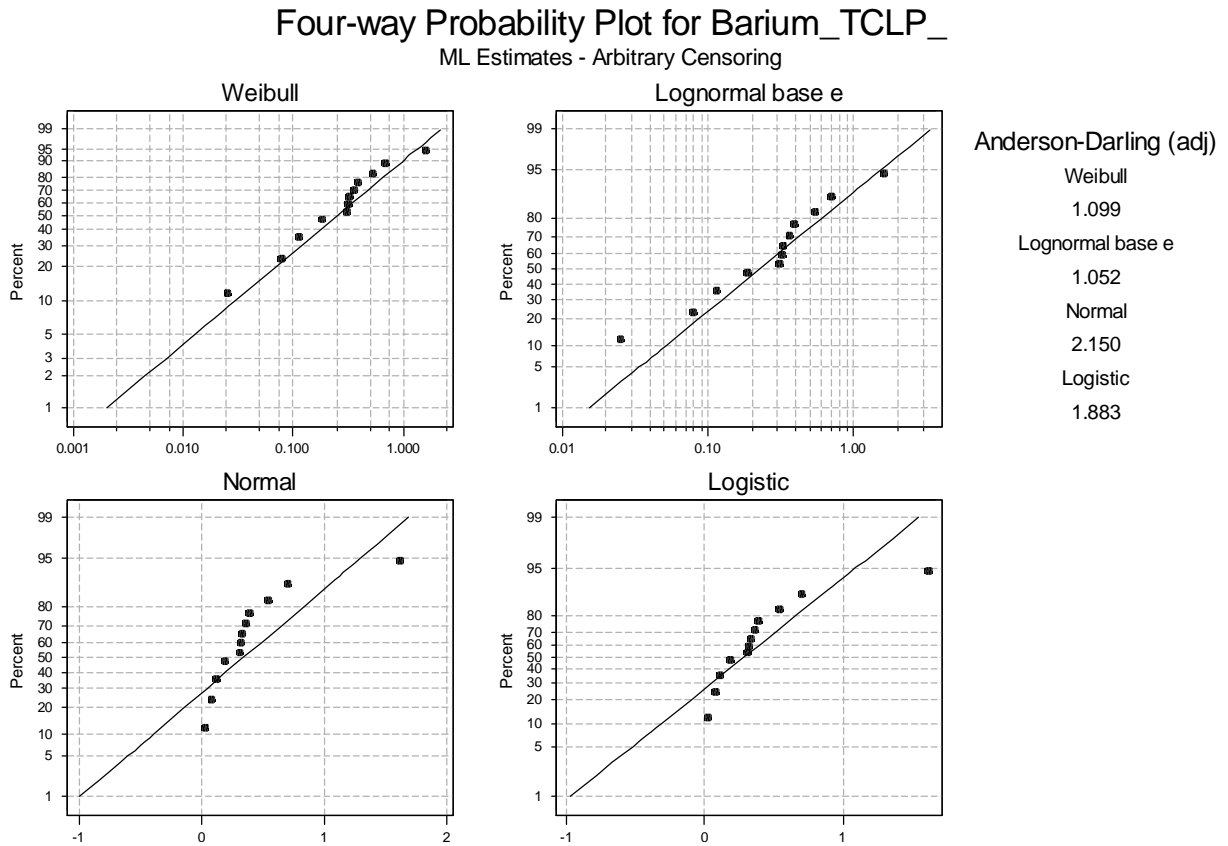 Four-way Probability Plot for Barium_TCLP_
ML Estimates - Arbitrary Censoring
Weibull
Percent
99
95
90
80
70
60
50
40
30
20
10
5
3
2
1
0.001 0.010 0.100 1.000
Lognormal base e
Percent
99
95
80
70
60
50
40
30
20
10
5
1
0.01 0.10 1.00
Anderson-Darling (adj)
Weibull
1.099
Lognormal base e
1.052
Normal
2.150
Logistic
1.883
Normal
Percent
99
95
80
70
60
50
40
30
20
10
5
1
-1 0 1 2
Logistic
Percent
99
95
80
70
60
50
40
30
20
10
5
1
-1 0 1